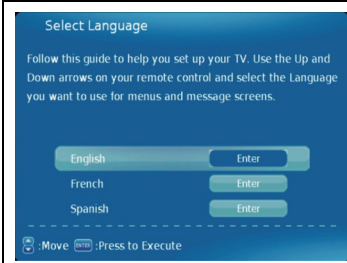 Select Language
Follow this guide to help you set up your TV. Use the Up and
Down arrows on your remote control and select the Language
you want to use for menus and message screens.
English Enter
French Enter
Spanish Enter
:Move ENTER :Press to Execute